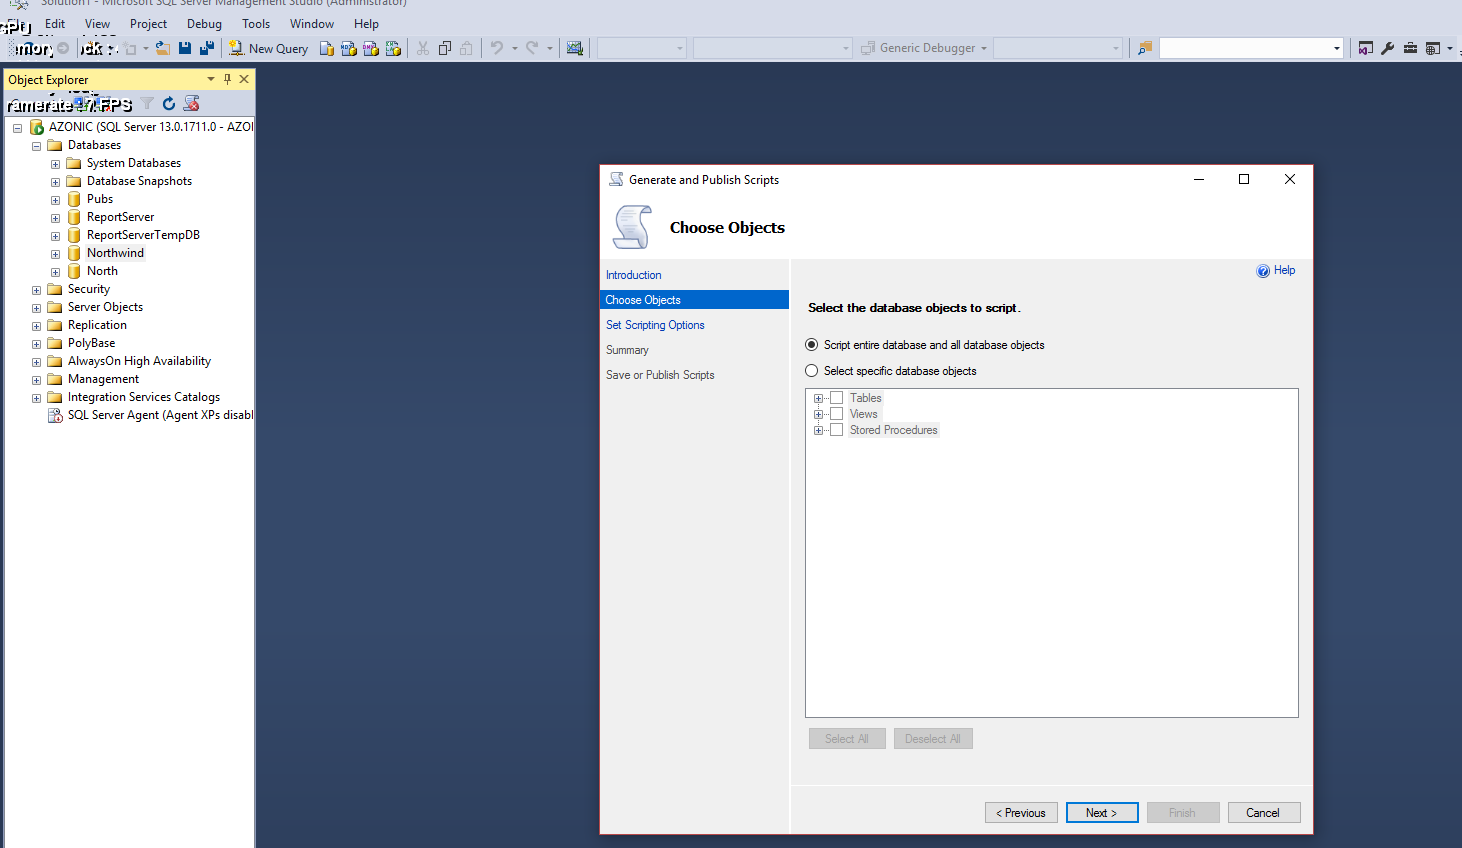 Solution1 - Microsoft SQL Server Management Studio (Administrator)
Edit View Project Debug Tools Window Help
New Query
Generic Debugger
Object Explorer
AZONIC (SQL Server 13.0.1711.0 - AZOI
Databases
System Databases
Database Snapshots
Pubs
ReportServer
ReportServerTempDB
Northwind
North
Security
Server Objects
Replication
PolyBase
AlwaysOn High Availability
Management
Integration Services Catalogs
SQL Server Agent (Agent XPs disabl
Generate and Publish Scripts
Choose Objects
Introduction
Choose Objects
Set Scripting Options
Summary
Save or Publish Scripts
Help
Select the database objects to script.
Script entire database and all database objects
Select specific database objects
Tables
Views
Stored Procedures
Select All Deselect All
< Previous Next > Finish Cancel